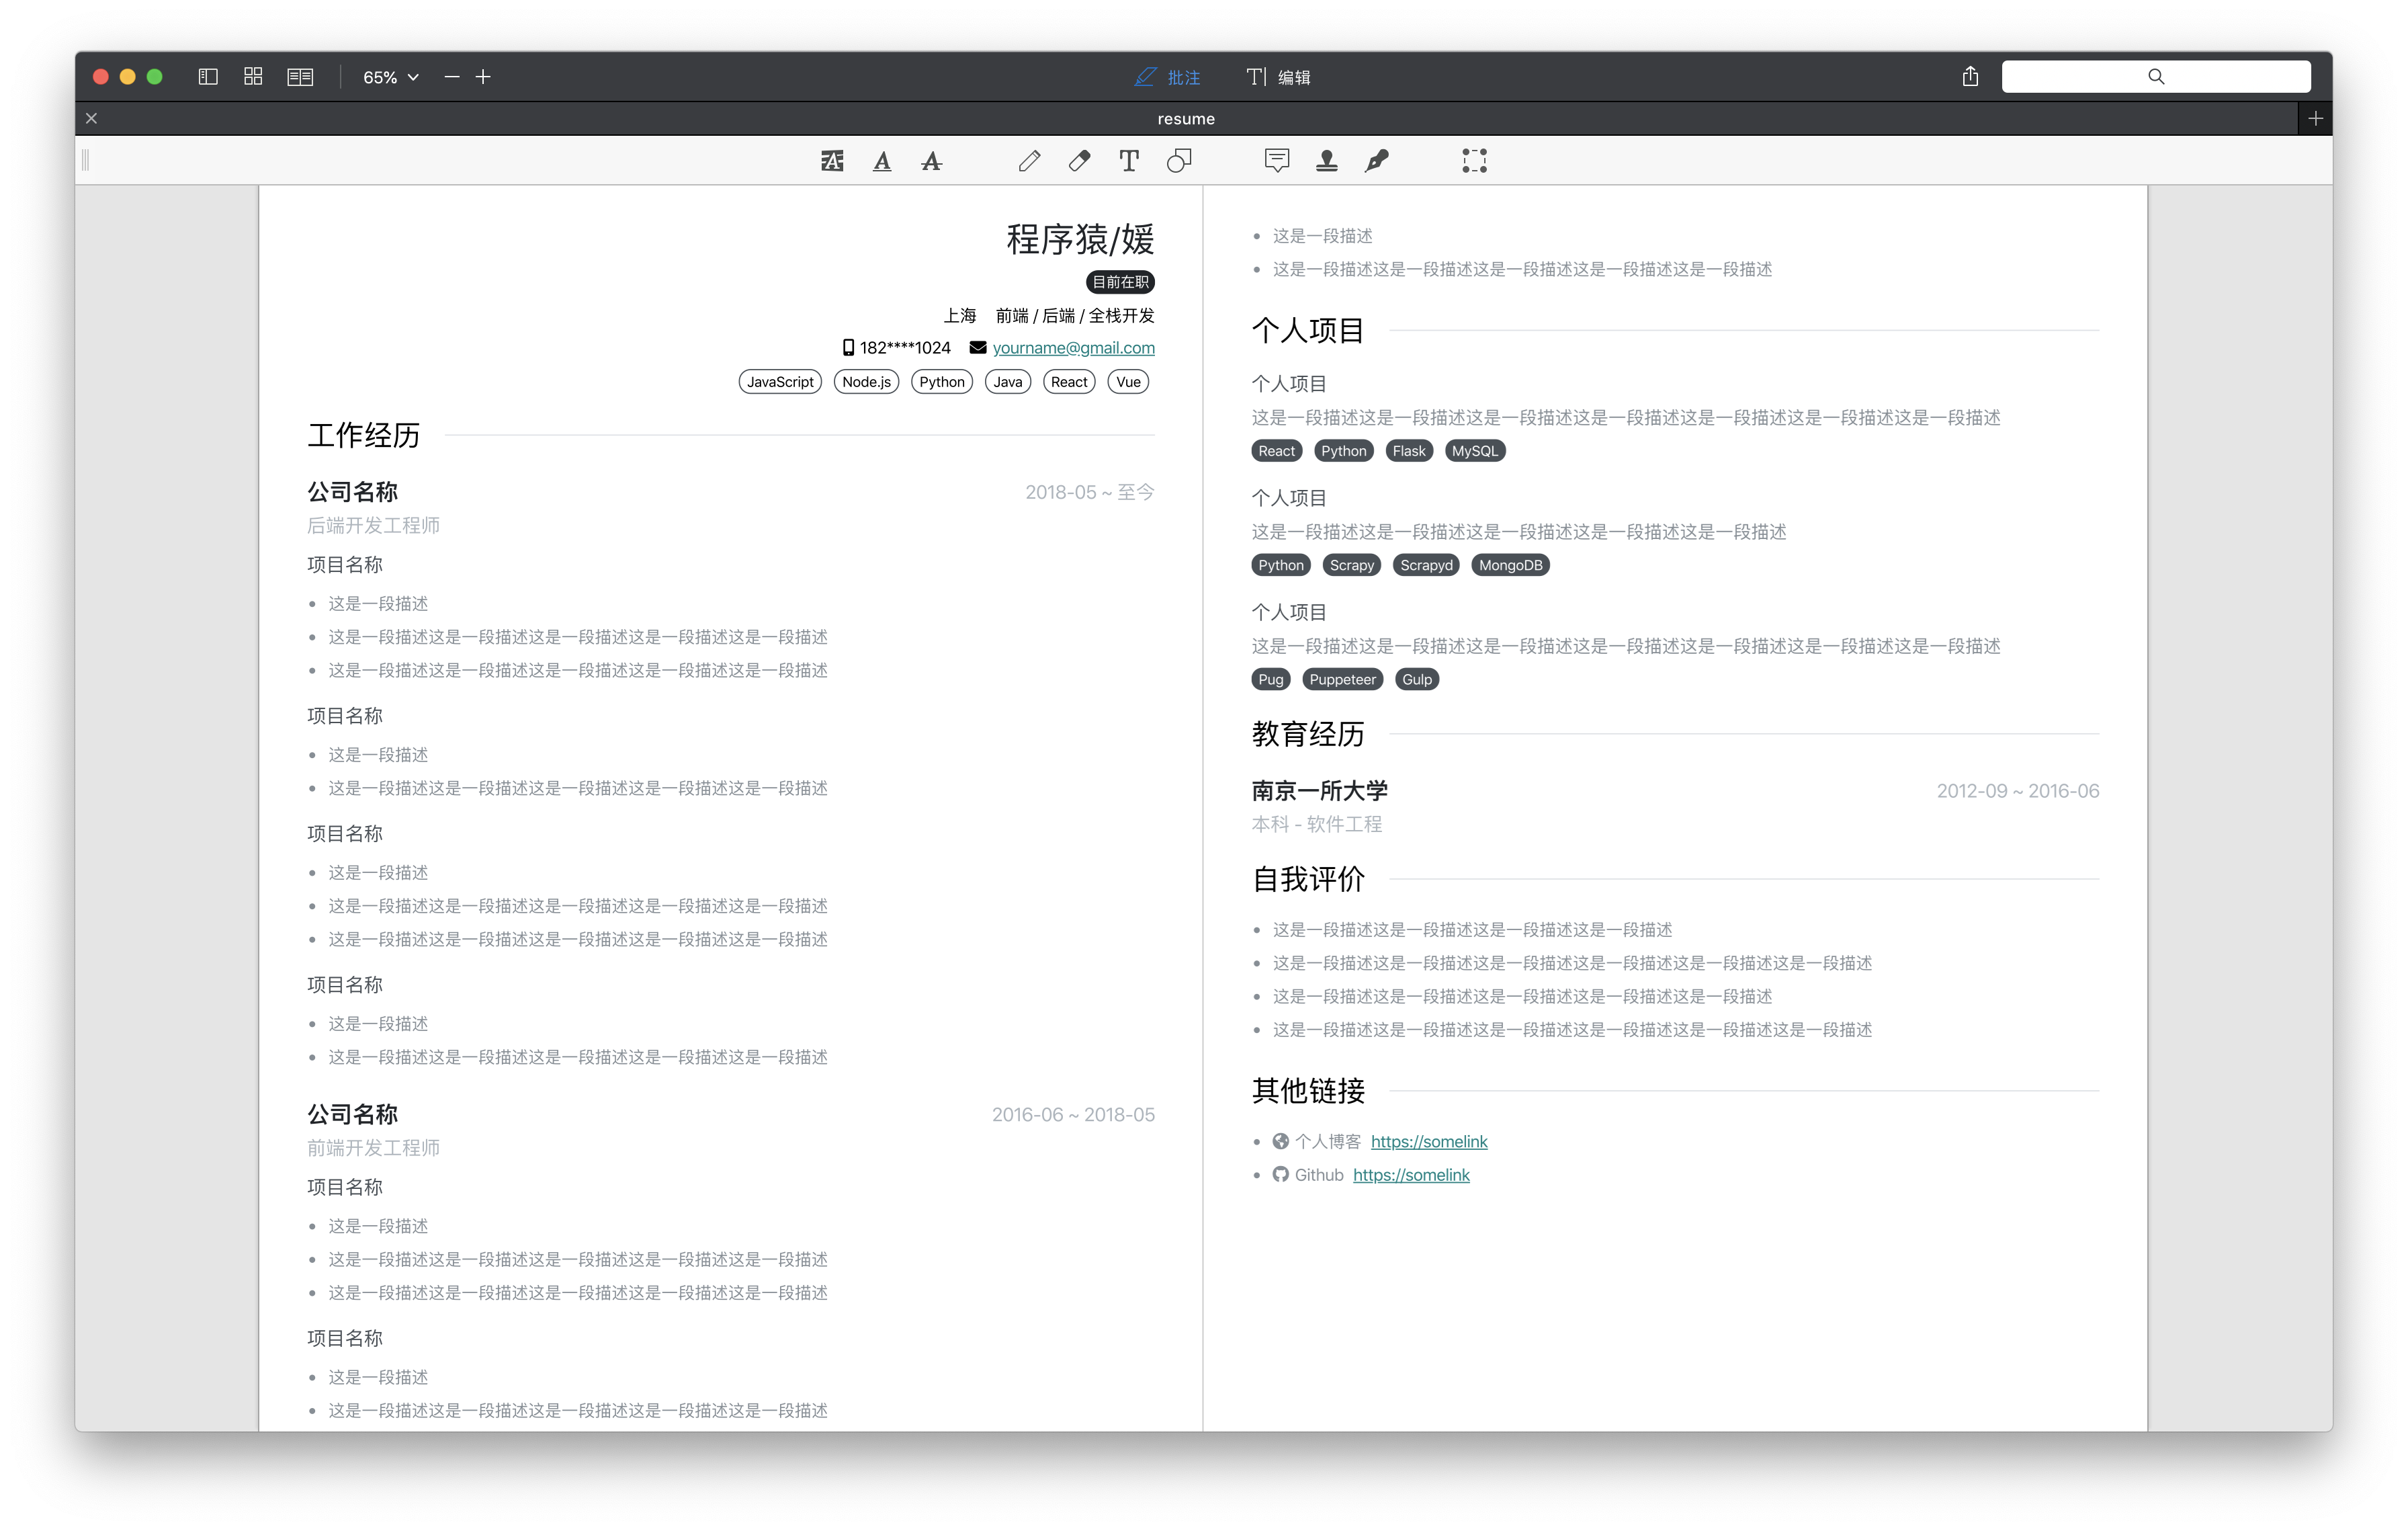 65%
批注 编辑
resume
程序猿/媛
目前在职
上海 前端 / 后端 / 全栈开发
182****1024 yourname@gmail.com
JavaScript Node.js Python Java React Vue
工作经历
公司名称 2018-05 ~ 至今
后端开发工程师
项目名称
这是一段描述
这是一段描述这是一段描述这是一段描述这是一段描述这是一段描述
这是一段描述这是一段描述这是一段描述这是一段描述这是一段描述
项目名称
这是一段描述
这是一段描述这是一段描述这是一段描述这是一段描述这是一段描述
项目名称
这是一段描述
这是一段描述这是一段描述这是一段描述这是一段描述这是一段描述
这是一段描述这是一段描述这是一段描述这是一段描述这是一段描述
项目名称
这是一段描述
这是一段描述这是一段描述这是一段描述这是一段描述这是一段描述
公司名称 2016-06 ~ 2018-05
前端开发工程师
项目名称
这是一段描述
这是一段描述这是一段描述这是一段描述这是一段描述这是一段描述
这是一段描述这是一段描述这是一段描述这是一段描述这是一段描述
项目名称
这是一段描述
这是一段描述这是一段描述这是一段描述这是一段描述这是一段描述
这是一段描述
这是一段描述这是一段描述这是一段描述这是一段描述这是一段描述
个人项目
个人项目
这是一段描述这是一段描述这是一段描述这是一段描述这是一段描述这是一段描述这是一段描述
React Python Flask MySQL
个人项目
这是一段描述这是一段描述这是一段描述这是一段描述这是一段描述
Python Scrapy Scrapyd MongoDB
个人项目
这是一段描述这是一段描述这是一段描述这是一段描述这是一段描述这是一段描述这是一段描述
Pug Puppeteer Gulp
教育经历
南京一所大学 2012-09 ~ 2016-06
本科 - 软件工程
自我评价
这是一段描述这是一段描述这是一段描述这是一段描述
这是一段描述这是一段描述这是一段描述这是一段描述这是一段描述这是一段描述
这是一段描述这是一段描述这是一段描述这是一段描述这是一段描述
这是一段描述这是一段描述这是一段描述这是一段描述这是一段描述这是一段描述
其他链接
个人博客 https://somelink
Github https://somelink